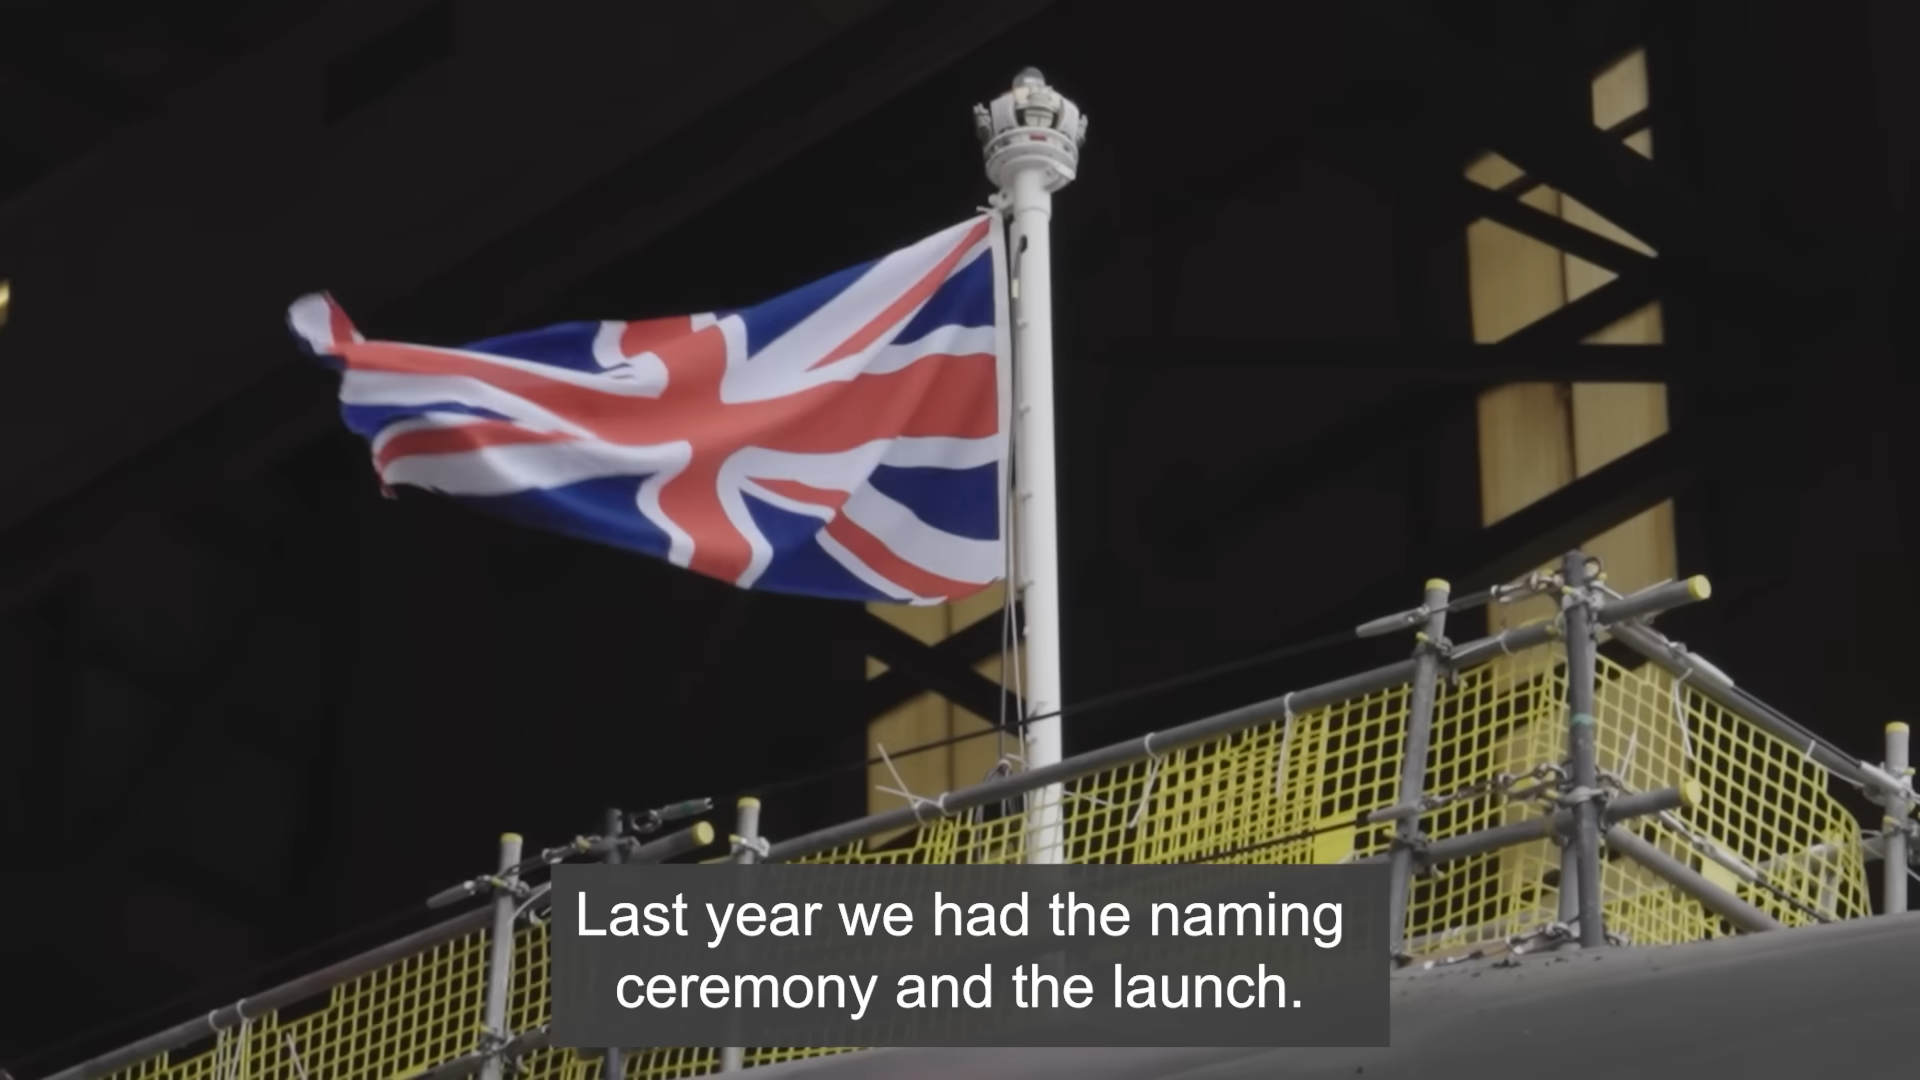 Last year we had the naming
ceremony and the launch.